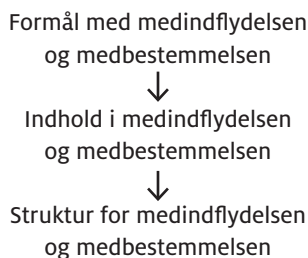 Formål med medindflydelsen
og medbestemmelsen
Indhold i medindflydelsen
og medbestemmelsen
Struktur for medindflydelsen
og medbestemmelsen